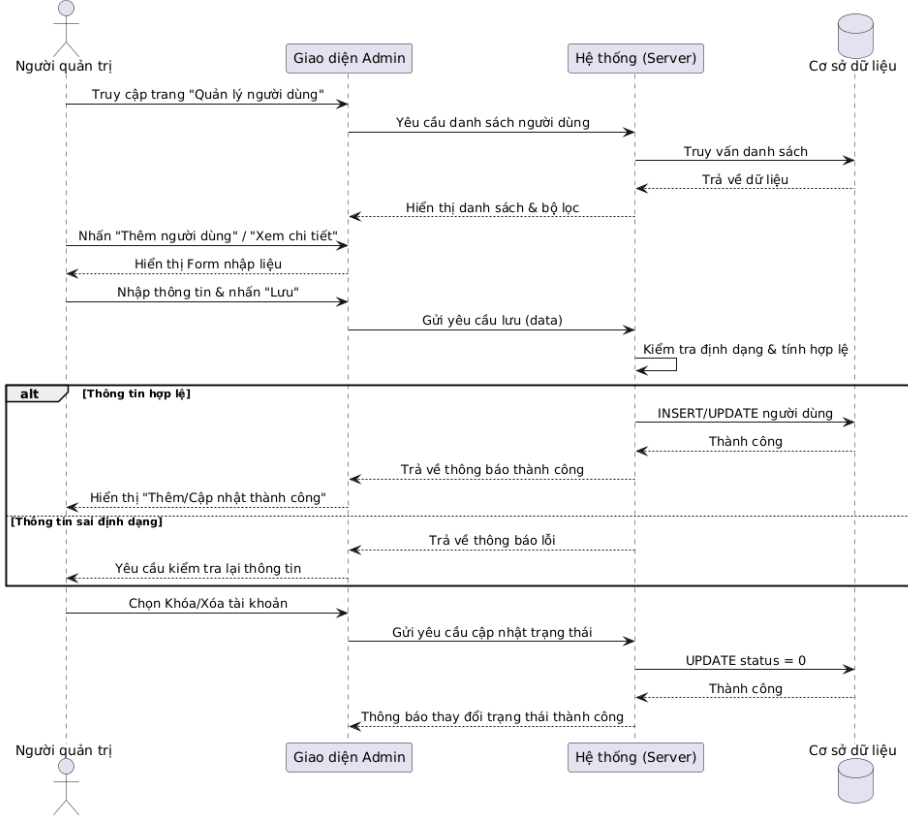 Người quản trị
Giao diện Admin
Hệ thống (Server)
Cơ sở dữ liệu
Truy cập trang "Quản lý người dùng"
Yêu cầu danh sách người dùng
Truy vấn danh sách
Trả về dữ liệu
Hiển thị danh sách & bộ lọc
Nhấn "Thêm người dùng" / "Xem chi tiết"
Hiển thị Form nhập liệu
Nhập thông tin & nhấn "Lưu"
Gửi yêu cầu lưu (data)
Kiểm tra định dạng & tính hợp lệ
alt [Thông tin hợp lệ]
INSERT/UPDATE người dùng
Thành công
Trả về thông báo thành công
Hiển thị "Thêm/Cập nhật thành công"
[Thông tin sai định dạng]
Trả về thông báo lỗi
Yêu cầu kiểm tra lại thông tin
Chọn Khóa/Xóa tài khoản
Gửi yêu cầu cập nhật trạng thái
UPDATE status = 0
Thành công
Thông báo thay đổi trạng thái thành công
Người quản trị
Giao diện Admin
Hệ thống (Server)
Cơ sở dữ liệu